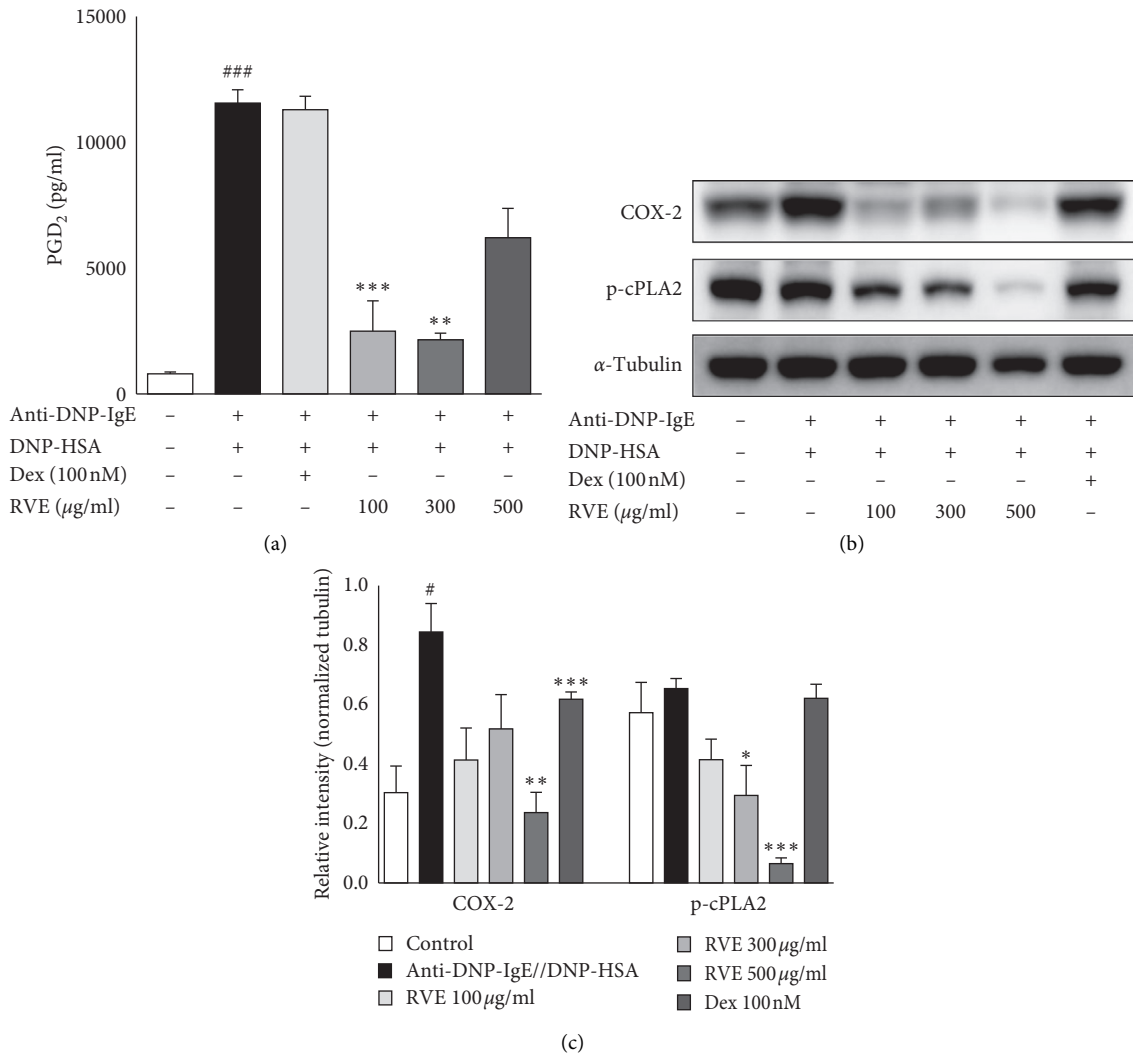 15000
10000
5000
0
PGD2 (pg/ml)
###
***
**
Anti-DNP-IgE – + + + + +
DNP-HSA – + + + + +
Dex (100 nM) – – + – – –
RVE (μg/ml) – – – 100 300 500
(a)
COX-2
p-cPLA2
α-Tubulin
Anti-DNP-IgE – + + + + +
DNP-HSA – + + + + +
Dex (100 nM) – – – – – +
RVE (μg/ml) – – 100 300 500 –
(b)
1.0
0.8
0.6
0.4
0.2
0.0
Relative intensity (normalized tubulin)
#
**
***
*
***
COX-2
p-cPLA2
Control
Anti-DNP-IgE//DNP-HSA
RVE 100 μg/ml
RVE 300 μg/ml
RVE 500 μg/ml
Dex 100 nM
(c)